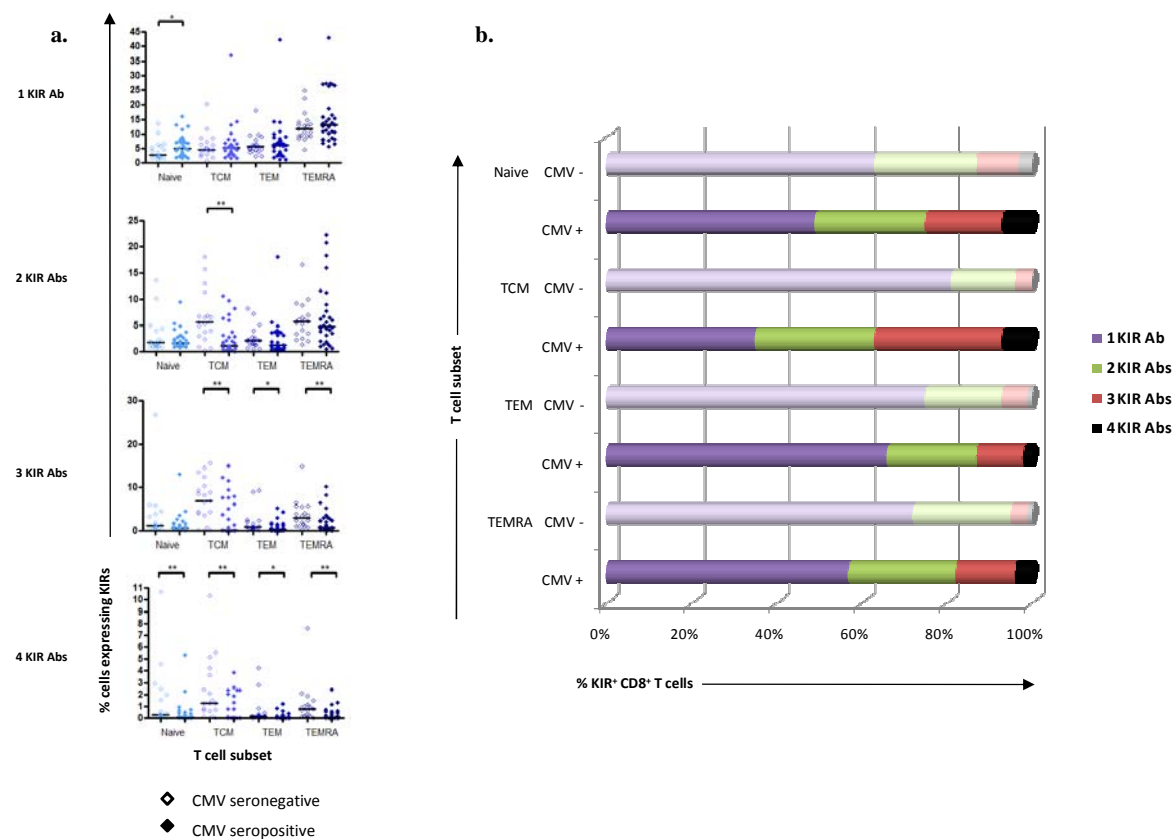 a.
1 KIR Ab
*
45
40
35
30
25
20
15
10
5
0
Naive TCM TEM TEMRA
2 KIR Abs
**
25
20
15
10
5
0
Naive TCM TEM TEMRA
3 KIR Abs
** * **
30
20
10
0
Naive TCM TEM TEMRA
4 KIR Abs
** ** * **
11
10
9
8
7
6
5
4
3
2
1
0
Naive TCM TEM TEMRA
% cells expressing KIRs
T cell subset
CMV seronegative
CMV seropositive
b.
T cell subset
Naive CMV -
CMV +
TCM CMV -
CMV +
TEM CMV -
CMV +
TEMRA CMV -
CMV +
0% 20% 40% 60% 80% 100%
% KIR⁺ CD8⁺ T cells
1 KIR Ab
2 KIR Abs
3 KIR Abs
4 KIR Abs